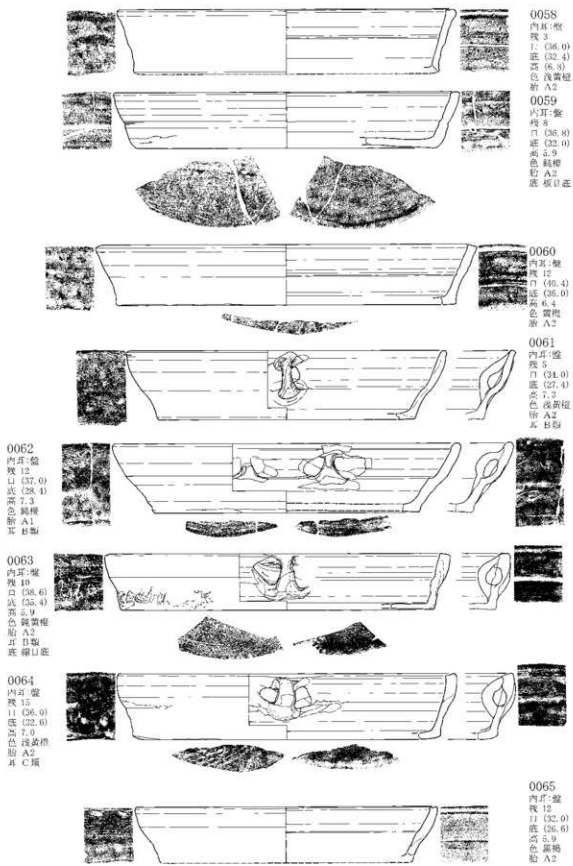 0058
内耳:盤
残 3
口 (36.0)
底 (32.4)
高 (6.8)
色 浅黄橙
胎 A2
0059
内耳:盤
残 8
口 (36.8)
底 (32.0)
高 5.9
色 鈍橙
胎 A2
底 板目底
0060
内耳:盤
残 12
口 (40.4)
底 (36.0)
高 6.4
色 黄橙
胎 A2
0061
内耳:盤
残 5
口 (34.0)
底 (27.4)
高 7.3
色 浅黄橙
胎 A2
耳 B類
0062
内耳:盤
残 12
口 (37.0)
底 (28.4)
高 7.3
色 鈍橙
胎 A1
耳 B類
0063
内耳:盤
残 10
口 (38.6)
底 (35.4)
高 5.9
色 鈍黄橙
胎 A2
耳 B類
底
0064
内耳:盤
残 15
口 (36.0)
底 (32.6)
高 7.0
色 浅黄橙
胎 A2
耳 C類
0065
内耳:盤
残 12
口 (32.0)
底 (26.6)
高 5.9
色 黒褐
胎 A2